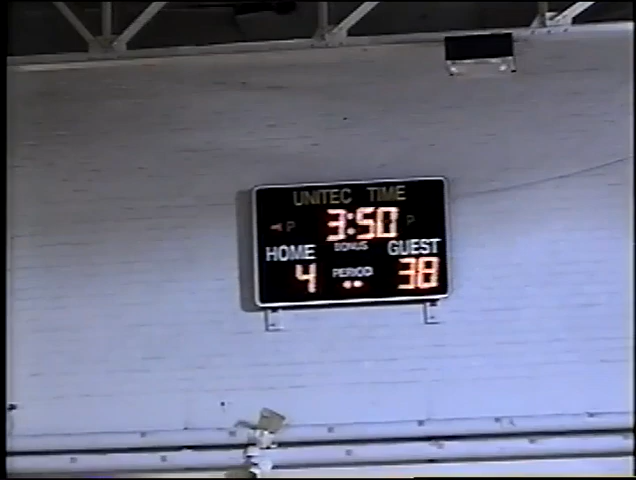 UNITEC TIME
P 3:50 P
HOME BONUS GUEST
4 PERIOD 38